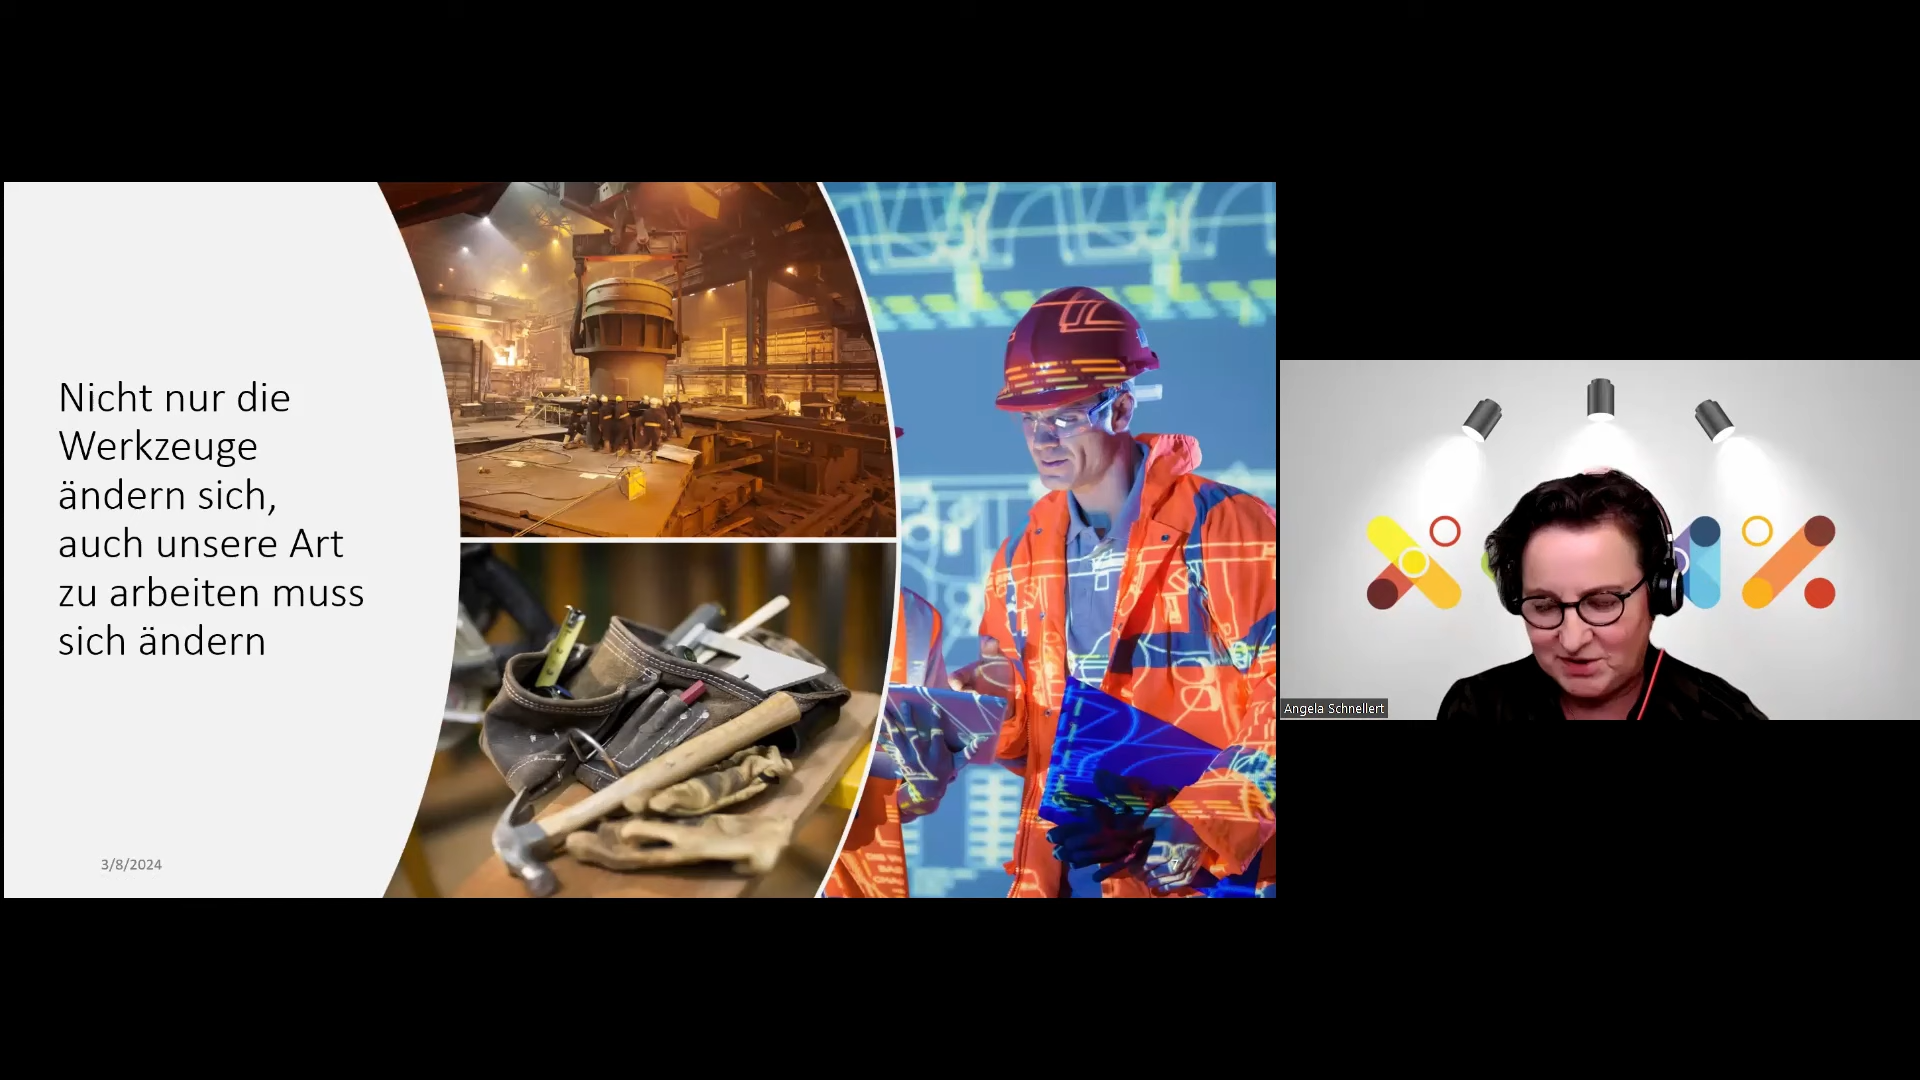 Nicht nur die
Werkzeuge
ändern sich,
auch unsere Art
zu arbeiten muss
sich ändern
3/8/2024
7
Angela Schnellert